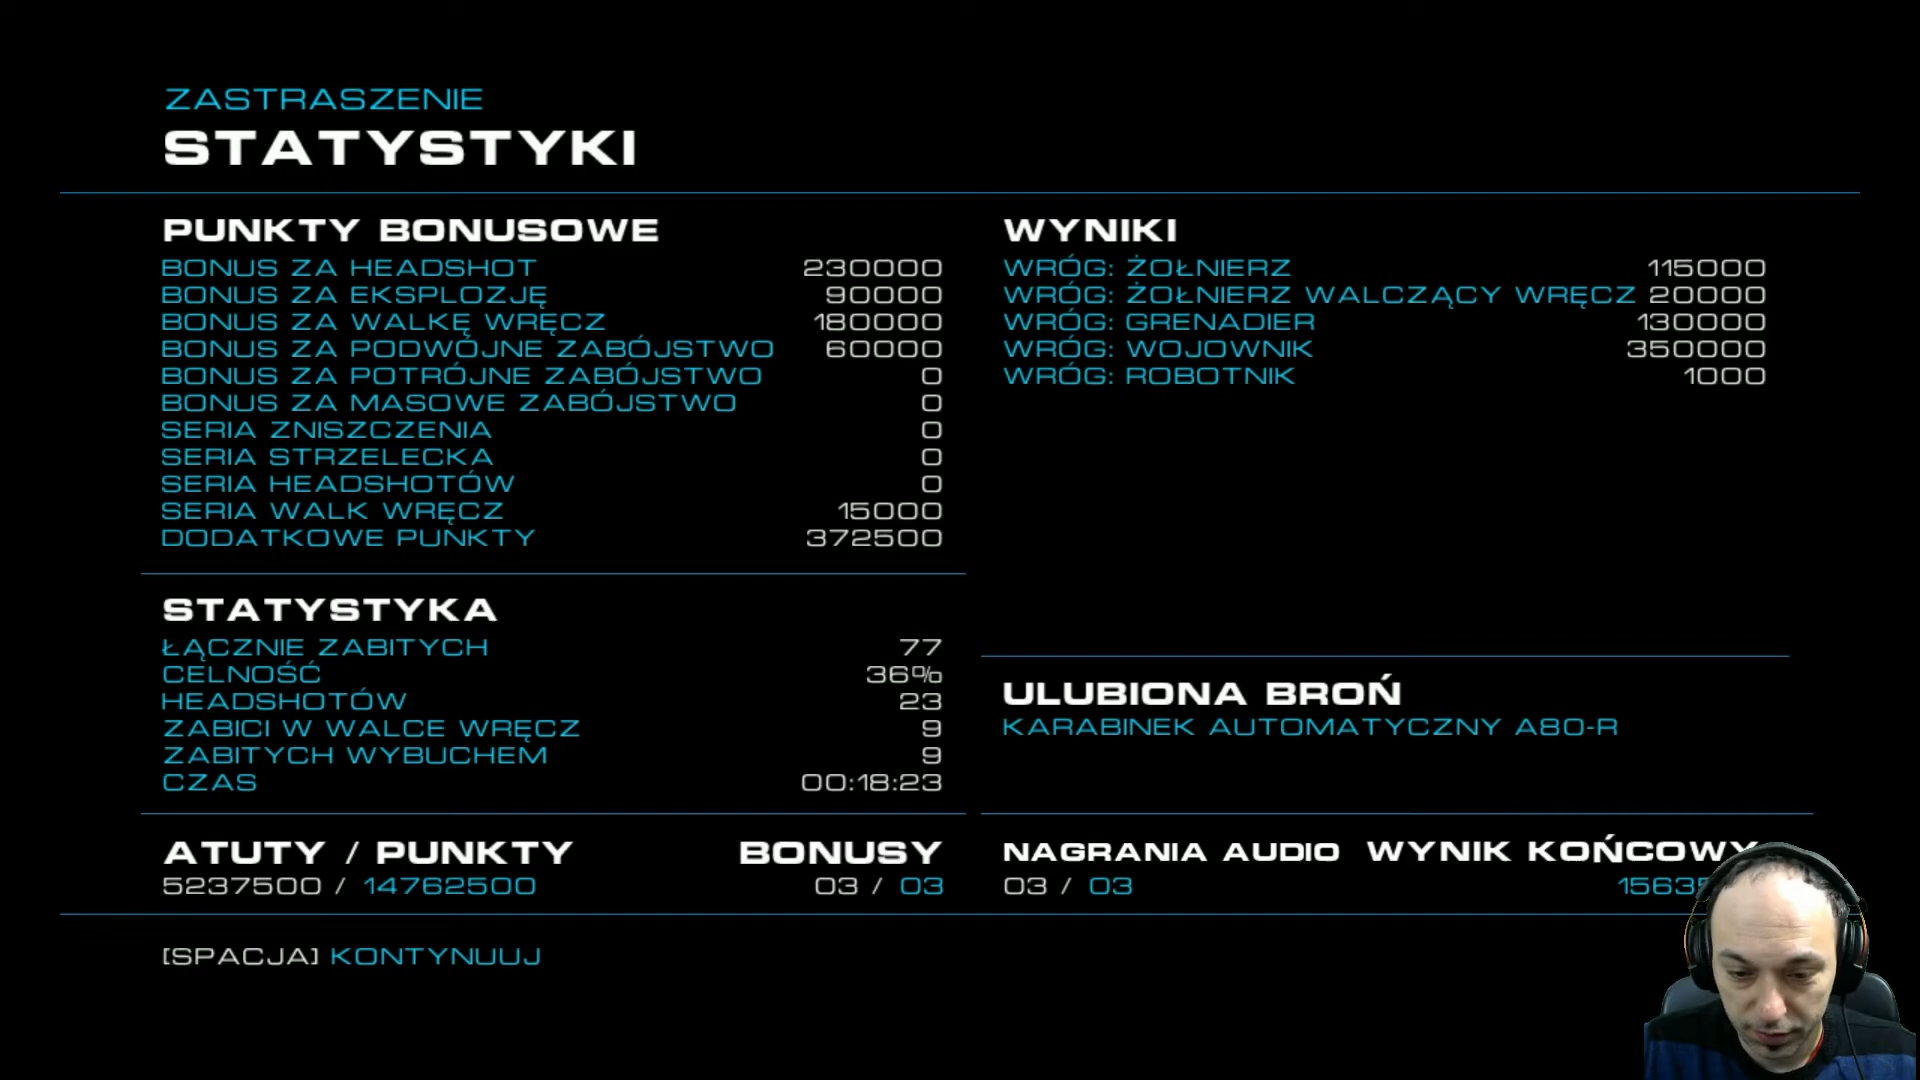 ZASTRASZENIE
STATYSTYKI
PUNKTY BONUSOWE
BONUS ZA HEADSHOT 230000
BONUS ZA EKSPLOZJĘ 90000
BONUS ZA WALKĘ WRĘCZ 180000
BONUS ZA PODWÓJNE ZABÓJSTWO 60000
BONUS ZA POTRÓJNE ZABÓJSTWO 0
BONUS ZA MASOWE ZABÓJSTWO 0
SERIA ZNISZCZENIA 0
SERIA STRZELECKA 0
SERIA HEADSHOTÓW 0
SERIA WALK WRĘCZ 15000
DODATKOWE PUNKTY 372500
WYNIKI
WRÓG: ŻOŁNIERZ 115000
WRÓG: ŻOŁNIERZ WALCZĄCY WRĘCZ 20000
WRÓG: GRENADIER 130000
WRÓG: WOJOWNIK 350000
WRÓG: ROBOTNIK 1000
STATYSTYKA
ŁĄCZNIE ZABITYCH 77
CELNOŚĆ 36%
HEADSHOTÓW 23
ZABICI W WALCE WRĘCZ 9
ZABITYCH WYBUCHEM 9
CZAS 00:18:23
ULUBIONA BROŃ
KARABINEK AUTOMATYCZNY A80-R
ATUTY / PUNKTY BONUSY
5237500 / 14762500 03 / 03
NAGRANIA AUDIO WYNIK KOŃCOWY
03 / 03
[SPACJA] KONTYNUUJ